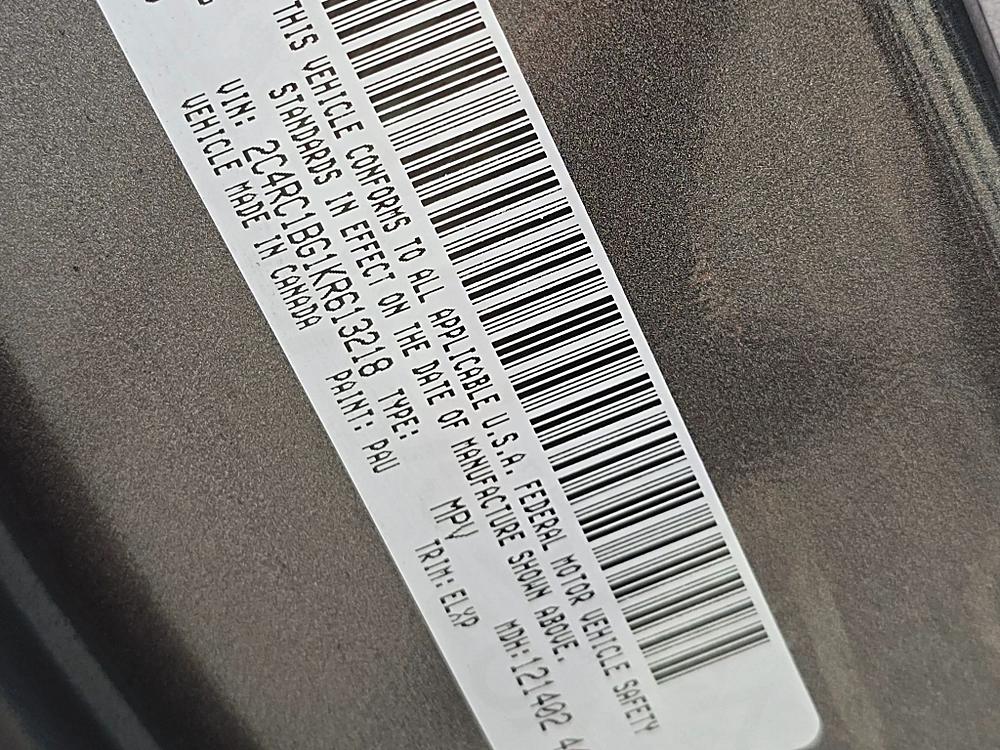 THIS VEHICLE CONFORMS TO ALL APPLICABLE U.S.A. FEDERAL MOTOR VEHICLE SAFETY
STANDARDS IN EFFECT ON THE DATE OF MANUFACTURE SHOWN ABOVE.
VIN: 2C4RC1BG1KR613218 TYPE: MPV MDH:121402
VEHICLE MADE IN CANADA PAINT: PAU TRIM:ELXP